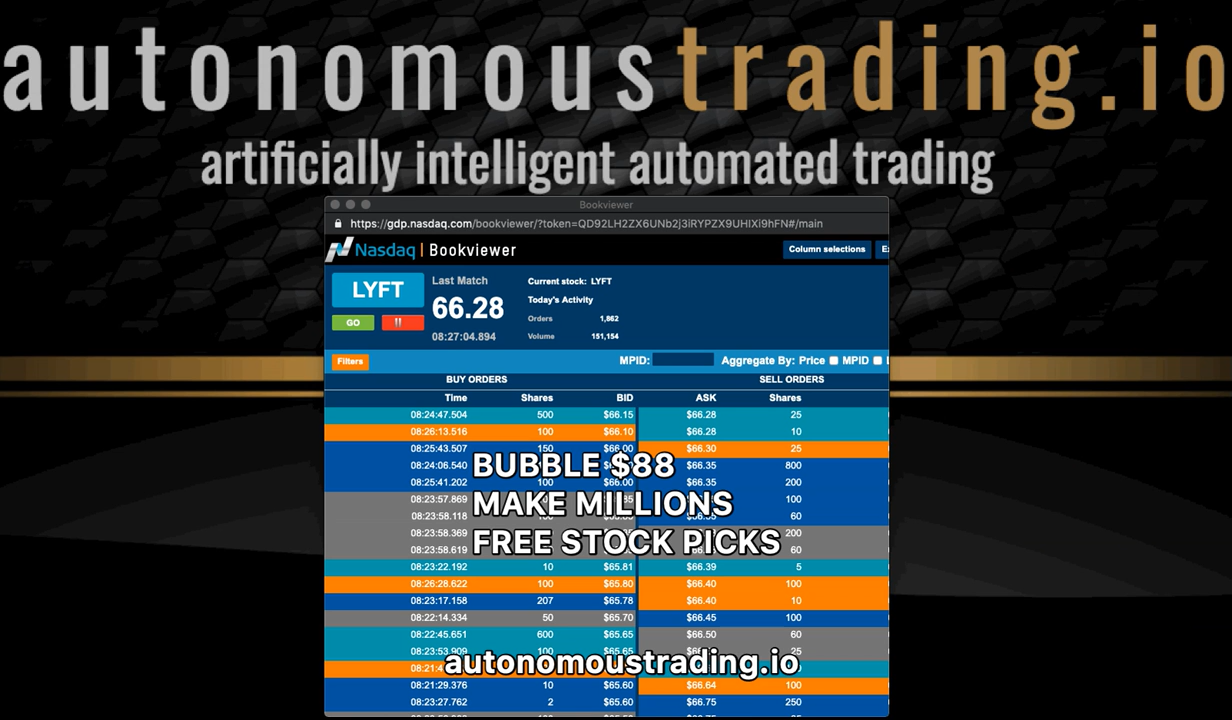 autonomoustrading.io
artificially intelligent automated trading
Bookviewer
https://gdp.nasdaq.com/bookviewer/?token=QD92LH2ZX6UNb2j3iRYPZX9UHIXi9hFN#/main
Nasdaq | Bookviewer
Column selections
LYFT
Last Match
66.28
08:27:04.894
GO
Current stock: LYFT
Today's Activity
Orders 1,862
Volume 151,154
Filters
MPID:
Aggregate By: Price MPID
BUY ORDERS SELL ORDERS
Time Shares BID ASK Shares
08:24:47.504 500 $66.15 $66.28 25
08:26:13.516 100 $66.10 $66.28 10
08:25:43.507 150 $66.00 $66.30 25
08:24:06.540 $66.35 800
08:25:41.202 100 $66.00 $66.35 200
08:23:57.869 100
08:23:58.118 60
08:23:58.369 200
08:23:58.619 60
BUBBLE $88
MAKE MILLIONS
FREE STOCK PICKS
08:23:22.192 10 $65.81 $66.39 5
08:26:28.622 100 $65.80 $66.40 100
08:23:17.158 207 $65.78 $66.40 10
08:22:14.334 50 $65.70 $66.45 100
08:22:45.651 600 $65.65 $66.50 60
08:23:53.909 100 $65.65 25
autonomoustrading.io
08:21:29.376 10 $65.60 $66.64 100
08:23:27.762 2 $65.60 $66.75 250